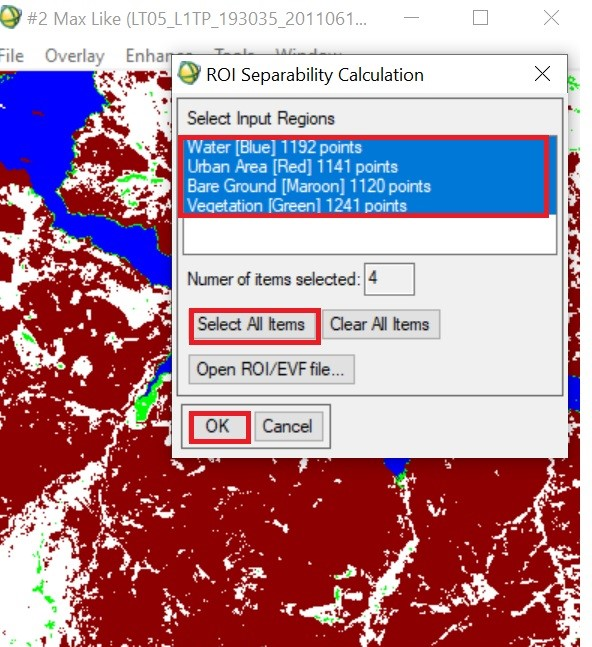 #2 Max Like (LT05_L1TP_193035_2011061...
File Overlay Enhance Tools Window
ROI Separability Calculation
Select Input Regions
Water [Blue] 1192 points
Urban Area [Red] 1141 points
Bare Ground [Maroon] 1120 points
Vegetation [Green] 1241 points
Numer of items selected: 4
Select All Items Clear All Items
Open ROI/EVF file...
OK Cancel